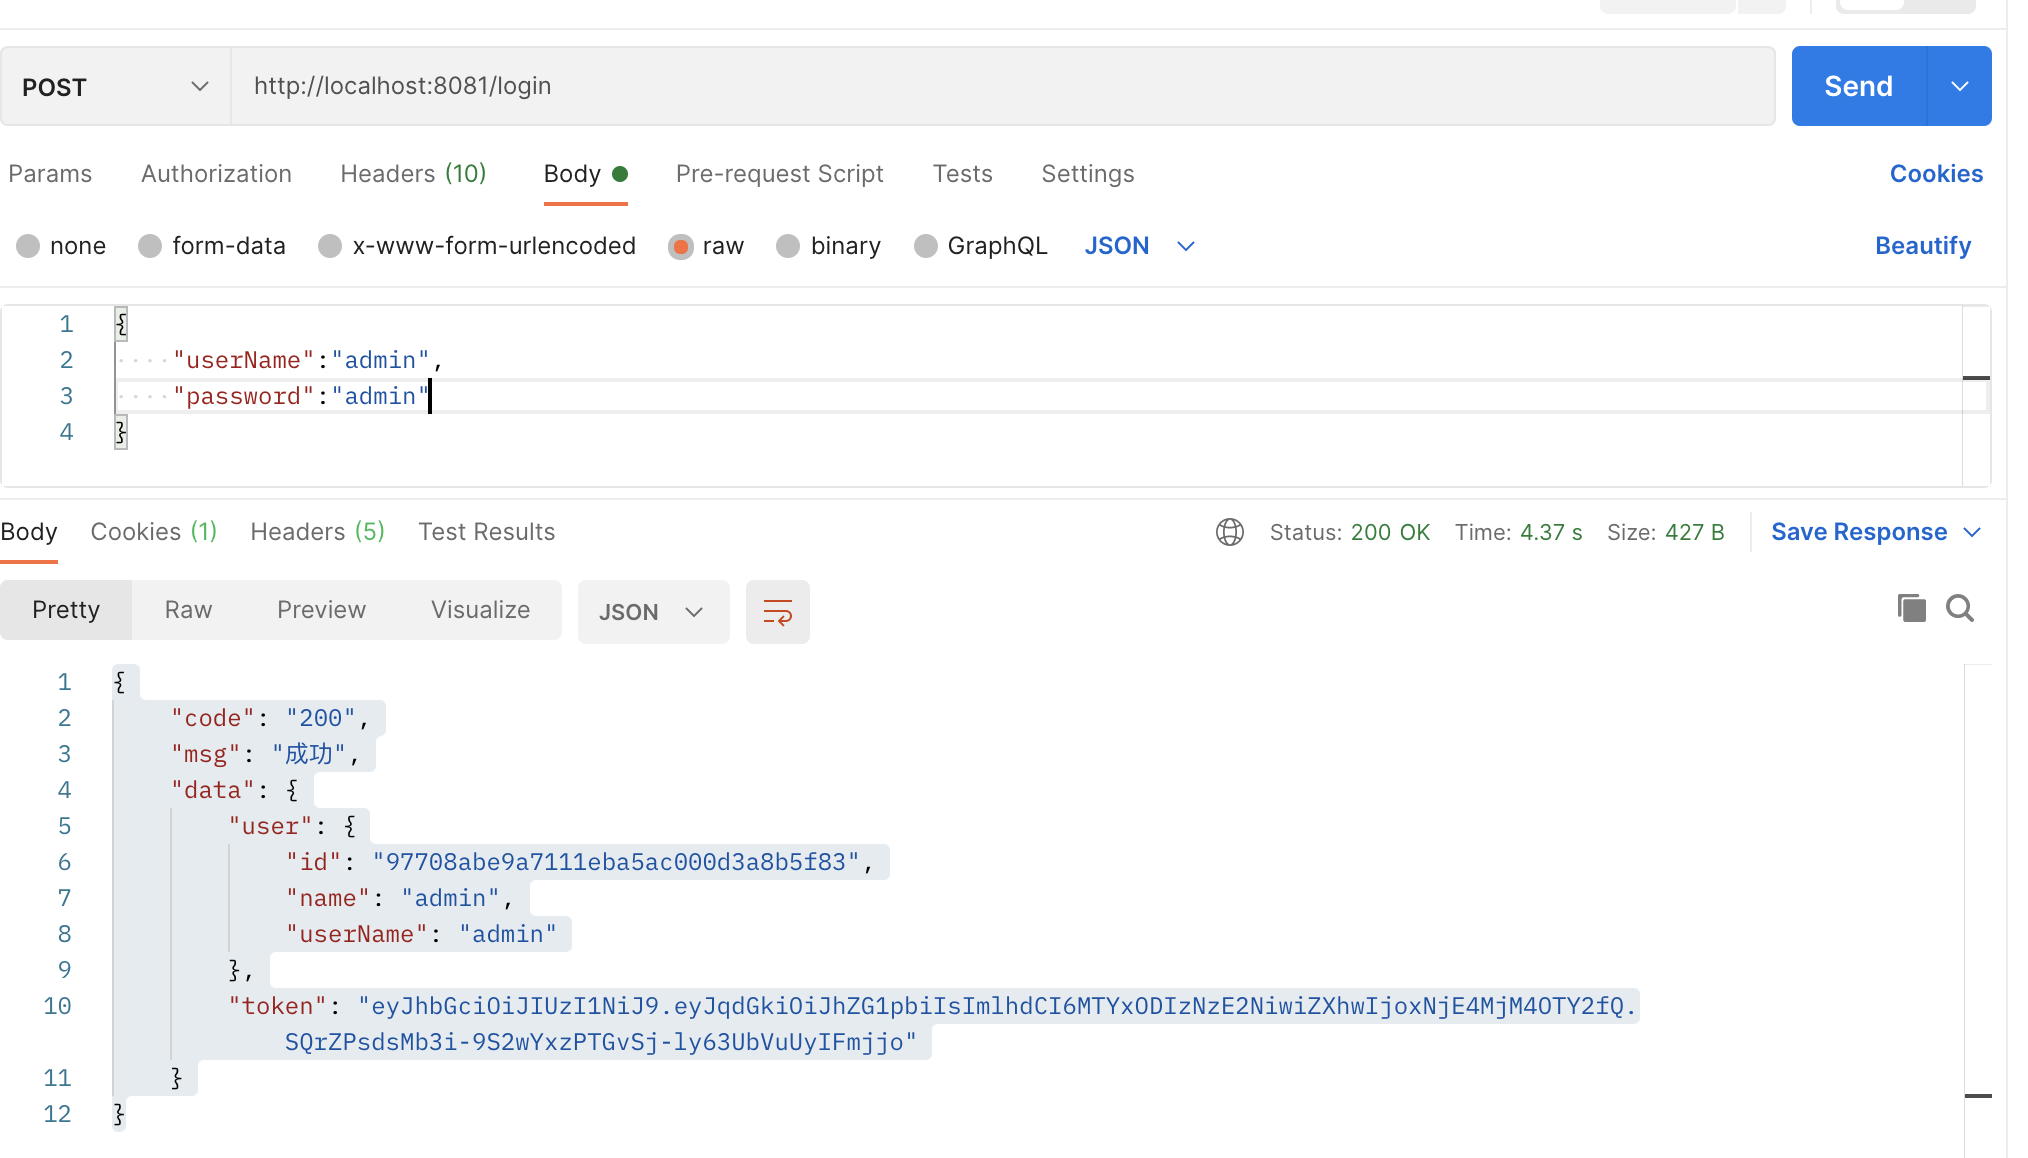 POST http://localhost:8081/login Send
Params Authorization Headers (10) Body Pre-request Script Tests Settings Cookies
none form-data x-www-form-urlencoded raw binary GraphQL JSON Beautify
1 {
2 "userName":"admin",
3 "password":"admin"
4 }
Body Cookies (1) Headers (5) Test Results Status: 200 OK Time: 4.37 s Size: 427 B Save Response
Pretty Raw Preview Visualize JSON
1 {
2 "code": "200",
3 "msg": "成功",
4 "data": {
5 "user": {
6 "id": "97708abe9a7111eba5ac000d3a8b5f83",
7 "name": "admin",
8 "userName": "admin"
9 },
10 "token": "eyJhbGciOiJIUzI1NiJ9.eyJqdGkiOiJhZG1pbiIsImlhdCI6MTYxODIzNzE2NiwiZXhwIjoxNjE4MjM4OTY2fQ.
SQrZPsdsMb3i-9S2wYxzPTGvSj-ly63UbVuUyIFmjjo"
11 }
12 }